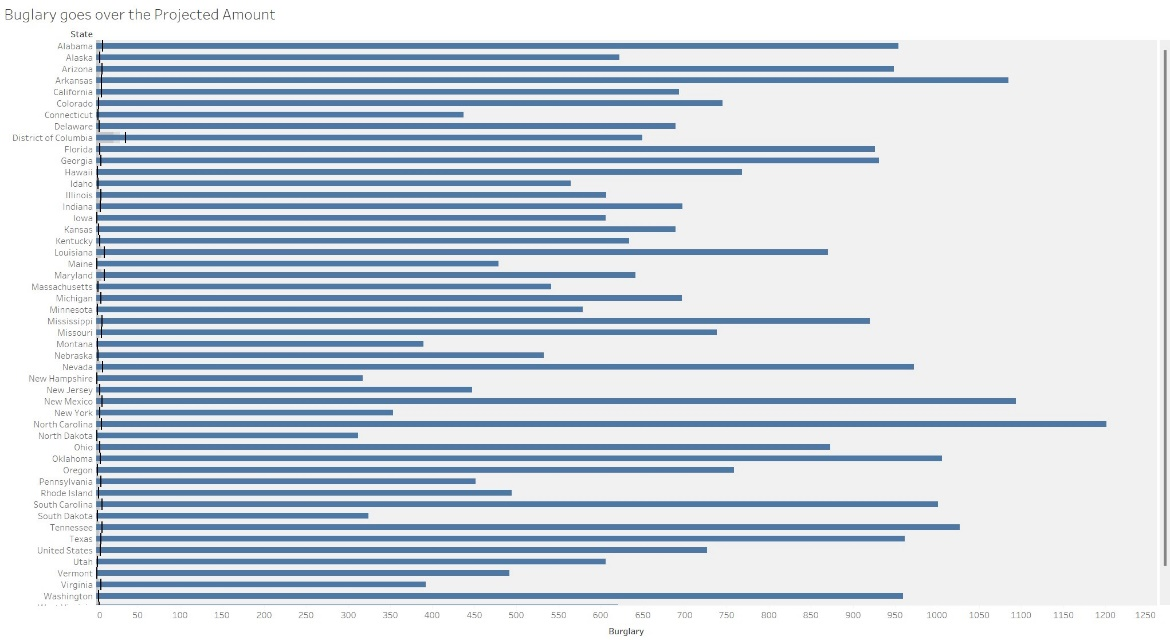 Buglary goes over the Projected Amount
State
Alabama
Alaska
Arizona
Arkansas
California
Colorado
Connecticut
Delaware
District of Columbia
Florida
Georgia
Hawaii
Idaho
Illinois
Indiana
Iowa
Kansas
Kentucky
Louisiana
Maine
Maryland
Massachusetts
Michigan
Minnesota
Mississippi
Missouri
Montana
Nebraska
Nevada
New Hampshire
New Jersey
New Mexico
New York
North Carolina
North Dakota
Ohio
Oklahoma
Oregon
Pennsylvania
Rhode Island
South Carolina
South Dakota
Tennessee
Texas
United States
Utah
Vermont
Virginia
Washington
0 50 100 150 200 250 300 350 400 450 500 550 600 650 700 750 800 850 900 950 1000 1050 1100 1150 1200 1250
Burglary